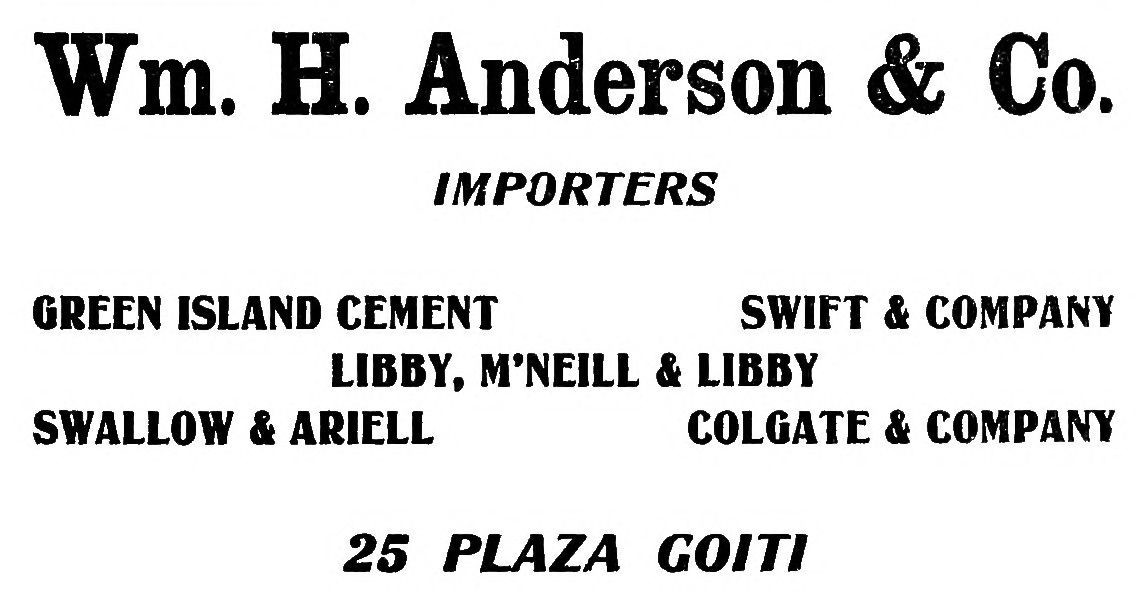 Wm. H. Anderson & Co.
IMPORTERS
GREEN ISLAND CEMENT SWIFT & COMPANY
LIBBY, M'NEILL & LIBBY
SWALLOW & ARIELL COLGATE & COMPANY
25 PLAZA GOITI